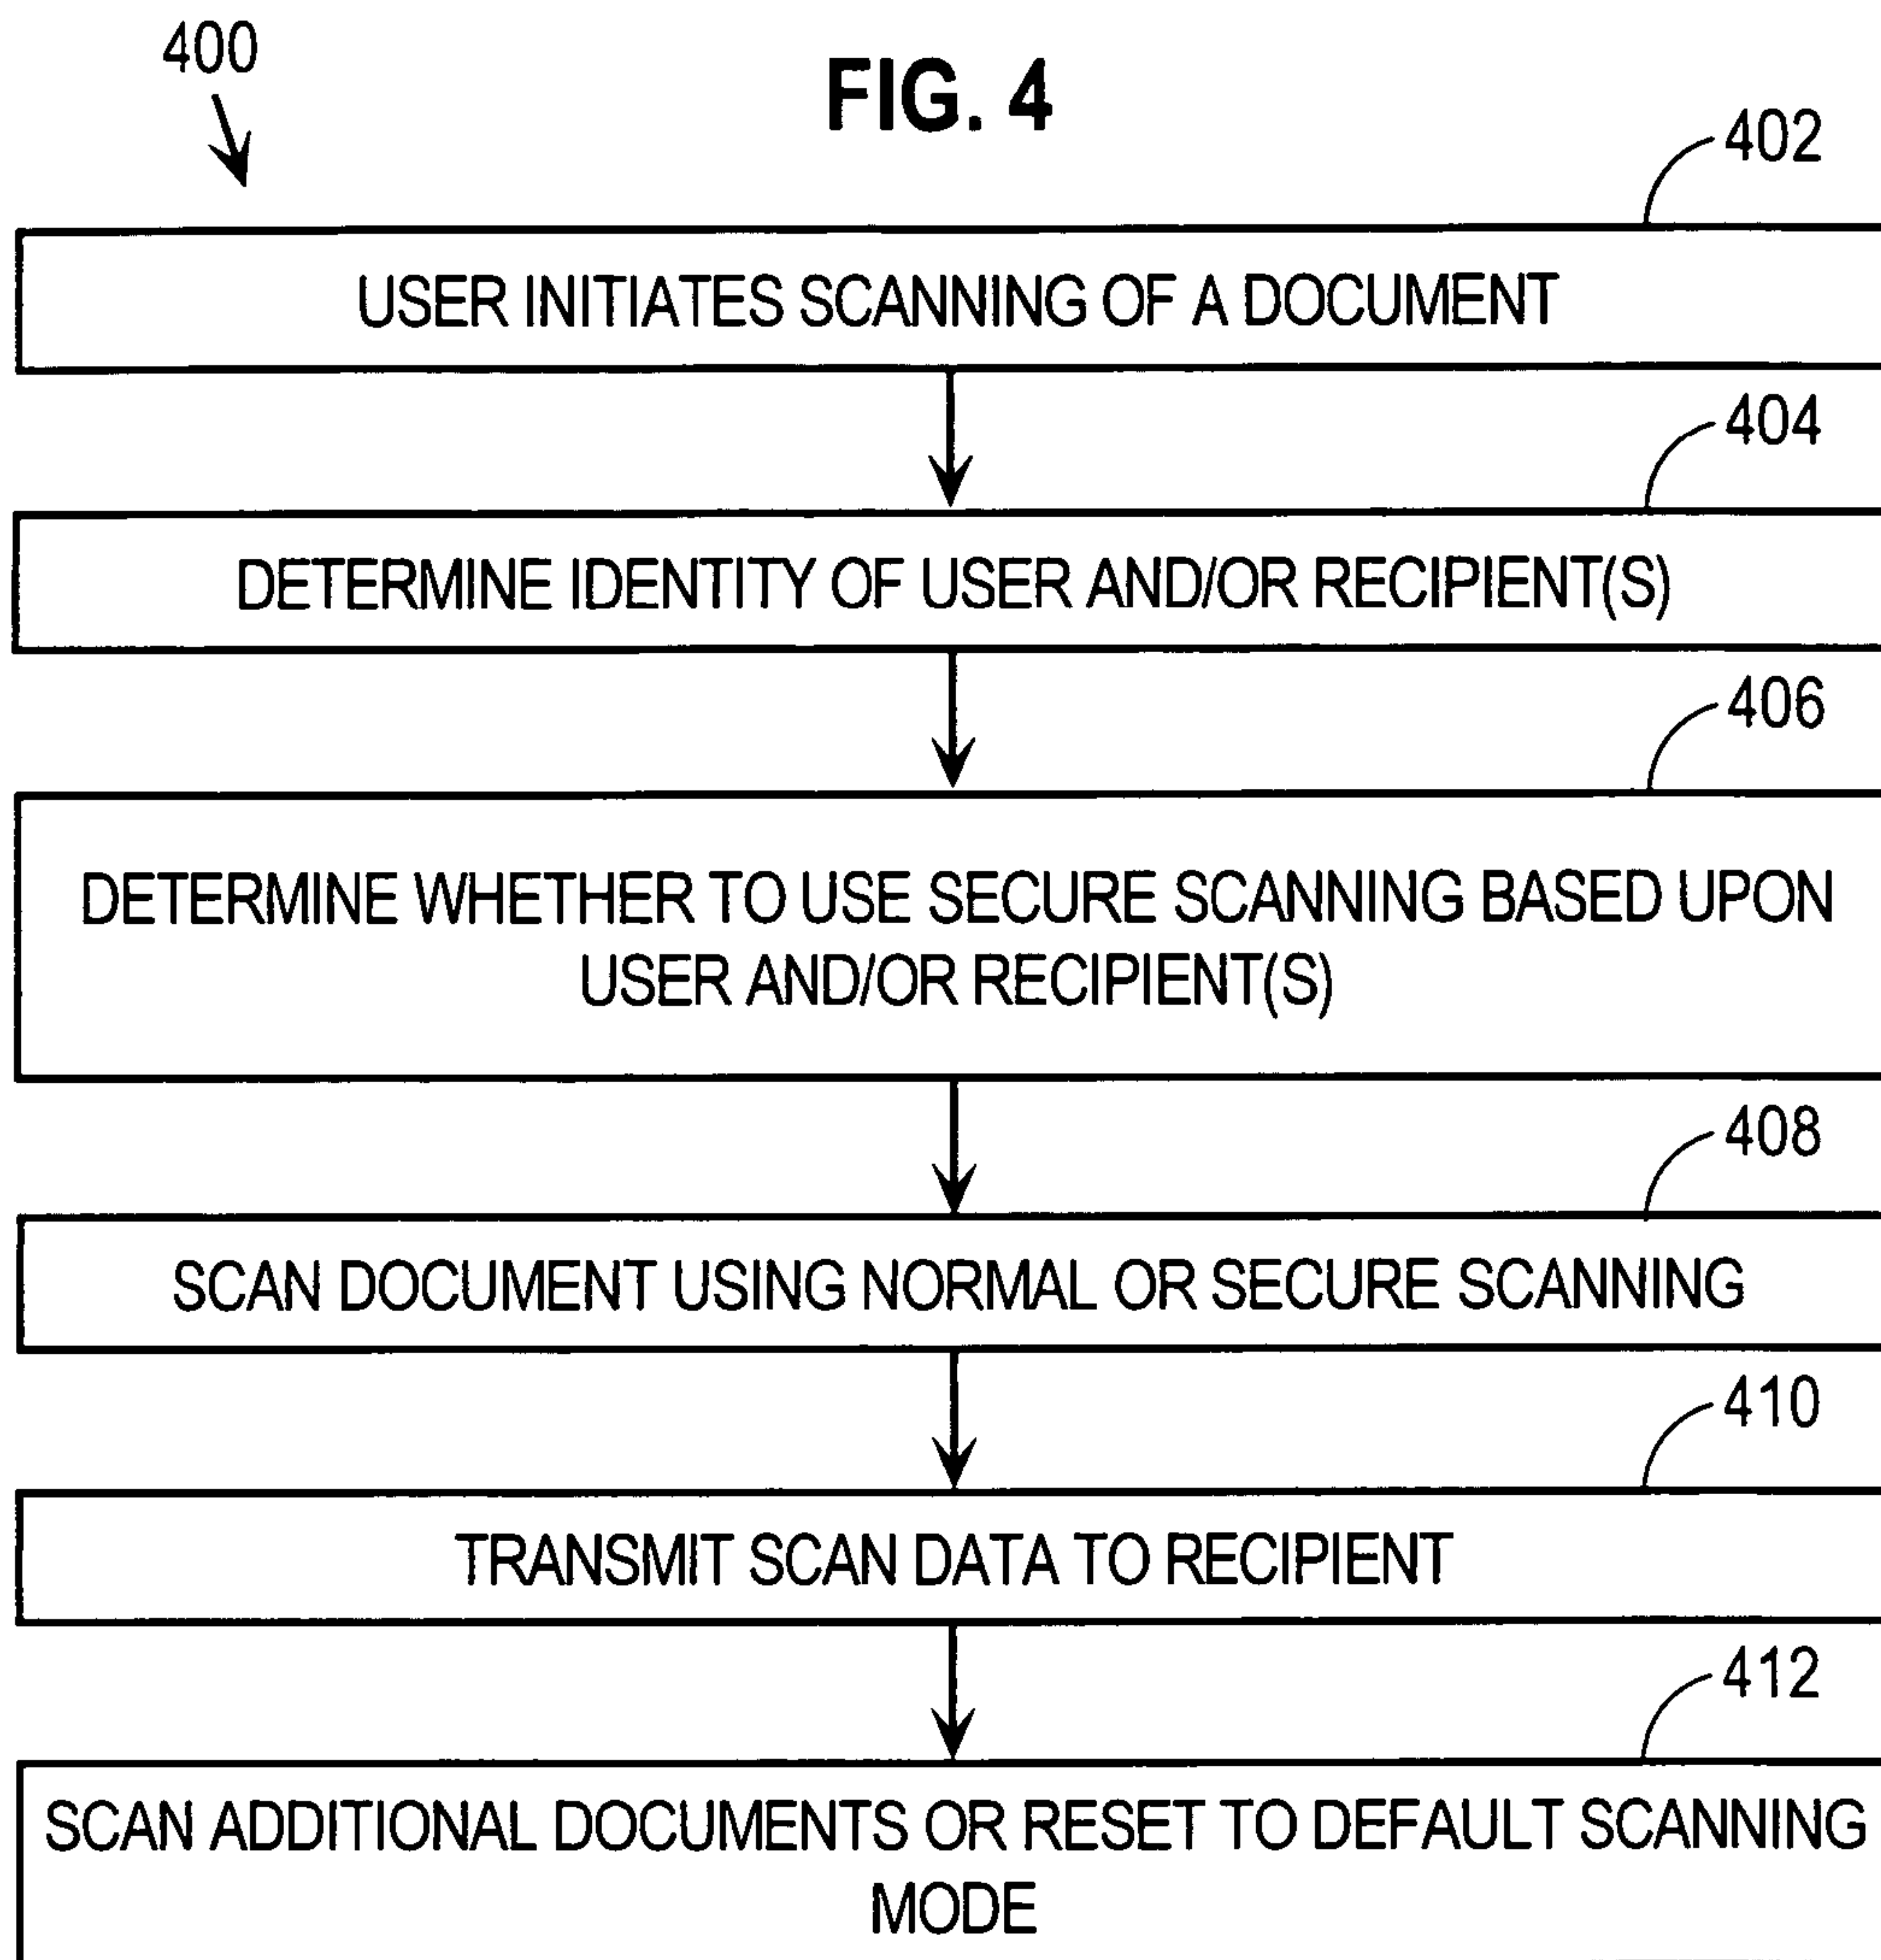 400
FIG. 4
402
USER INITIATES SCANNING OF A DOCUMENT
404
DETERMINE IDENTITY OF USER AND/OR RECIPIENT(S)
406
DETERMINE WHETHER TO USE SECURE SCANNING BASED UPON
USER AND/OR RECIPIENT(S)
408
SCAN DOCUMENT USING NORMAL OR SECURE SCANNING
410
TRANSMIT SCAN DATA TO RECIPIENT
412
SCAN ADDITIONAL DOCUMENTS OR RESET TO DEFAULT SCANNING
MODE